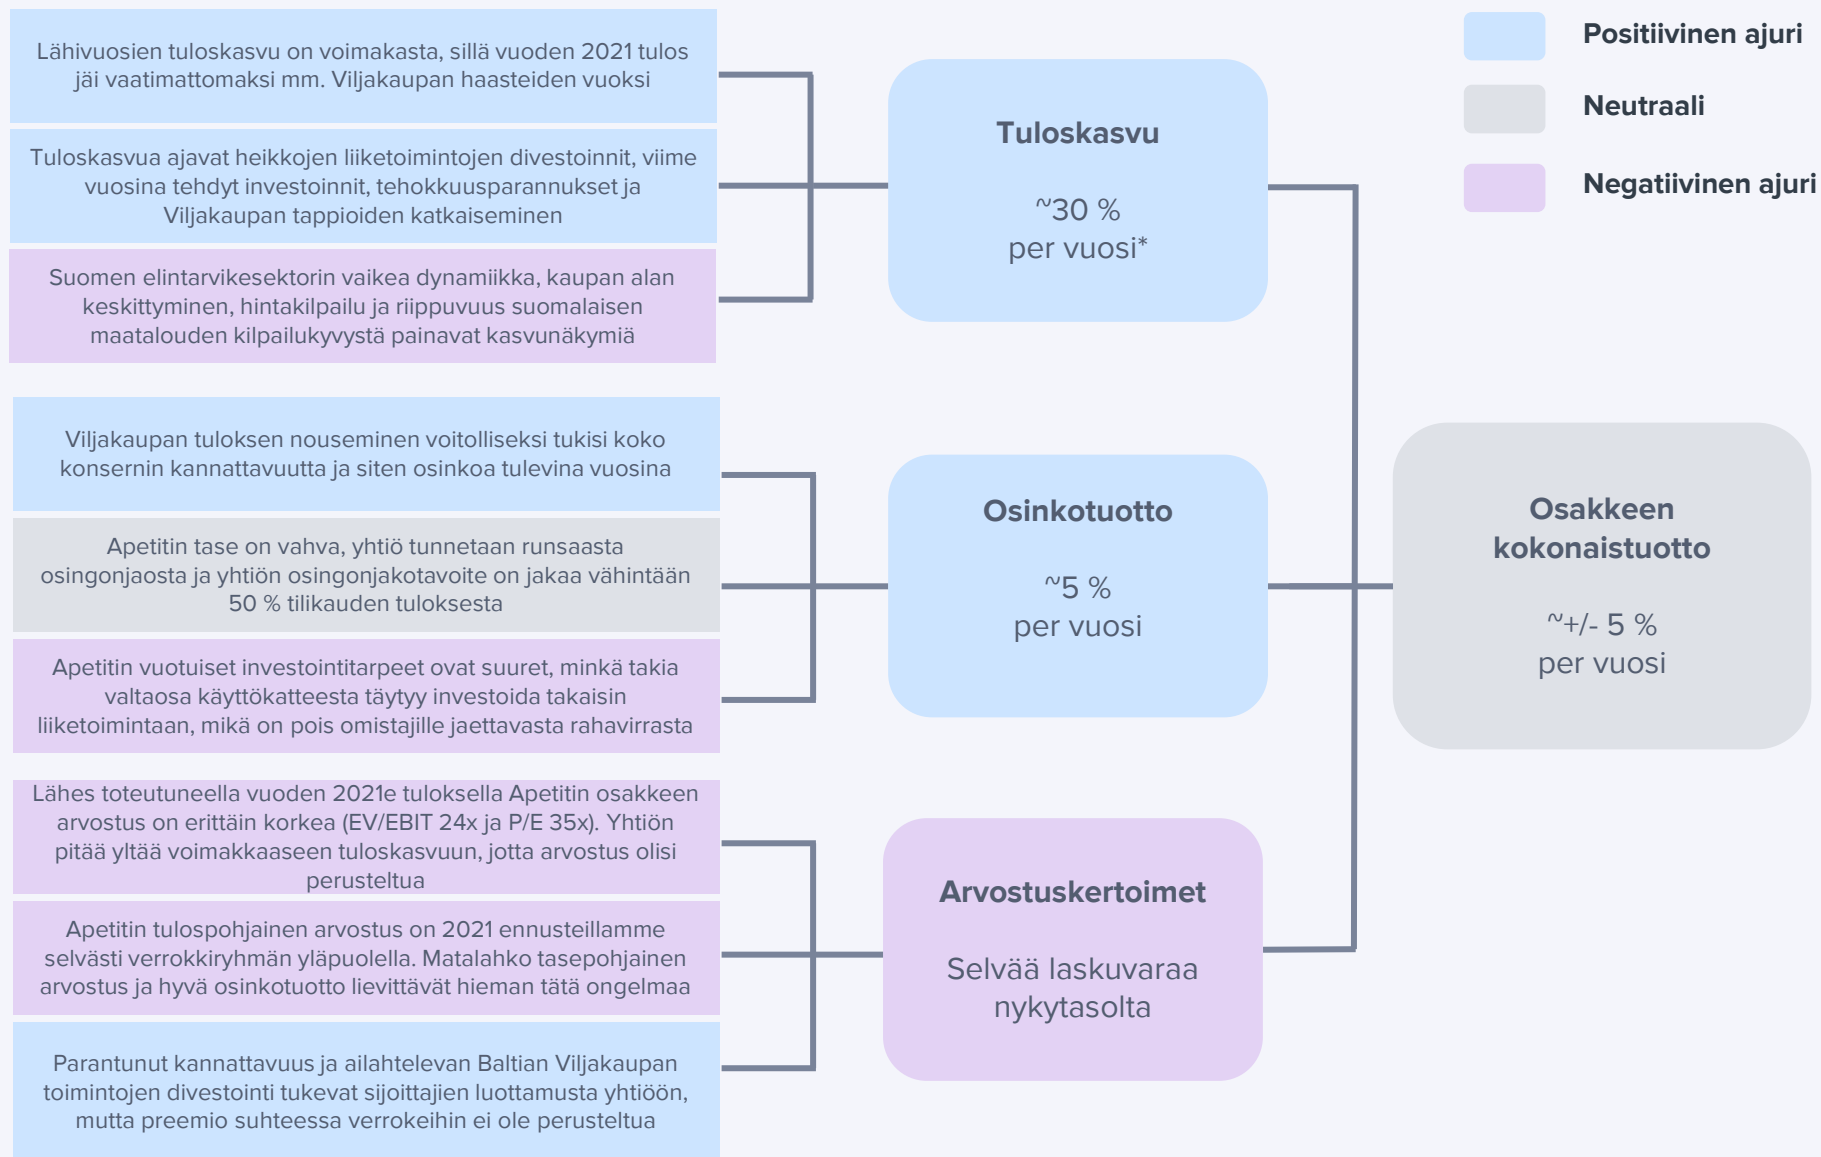 Lähivuosien tuloskasvu on voimakasta, sillä vuoden 2021 tulos
jäi vaatimattomaksi mm. Viljakaupan haasteiden vuoksi
Tuloskasvua ajavat heikkojen liiketoimintojen divestoinnit, viime
vuosina tehdyt investoinnit, tehokkuusparannukset ja
Viljakaupan tappioiden katkaiseminen
Suomen elintarvikesektorin vaikea dynamiikka, kaupan alan
keskittyminen, hintakilpailu ja riippuvuus suomalaisen
maatalouden kilpailukyvystä painavat kasvunäkymiä
Tuloskasvu
~30 %
per vuosi*
Positiivinen ajuri
Neutraali
Negatiivinen ajuri
Viljakaupan tuloksen nouseminen voitolliseksi tukisi koko
konsernin kannattavuutta ja siten osinkoa tulevina vuosina
Apetitin tase on vahva, yhtiö tunnetaan runsaasta
osingonjaosta ja yhtiön osingonjakotavoite on jakaa vähintään
50 % tilikauden tuloksesta
Apetitin vuotuiset investointitarpeet ovat suuret, minkä takia
valtaosa käyttökatteesta täytyy investoida takaisin
liiketoimintaan, mikä on pois omistajille jaettavasta rahavirrasta
Osinkotuotto
~5 %
per vuosi
Osakkeen
kokonaistuotto
~+/- 5 %
per vuosi
Lähes toteutuneella vuoden 2021e tuloksella Apetitin osakkeen
arvostus on erittäin korkea (EV/EBIT 24x ja P/E 35x). Yhtiön
pitää yltää voimakkaaseen tuloskasvuun, jotta arvostus olisi
perusteltua
Apetitin tulospohjainen arvostus on 2021 ennusteillamme
selvästi verrokkiryhmän yläpuolella. Matalahko tasepohjainen
arvostus ja hyvä osinkotuotto lievittävät hieman tätä ongelmaa
Parantunut kannattavuus ja ailahtelevan Baltian Viljakaupan
toimintojen divestointi tukevat sijoittajien luottamusta yhtiöön,
mutta preemio suhteessa verrokeihin ei ole perusteltua
Arvostuskertoimet
Selvää laskuvaraa
nykytasolta